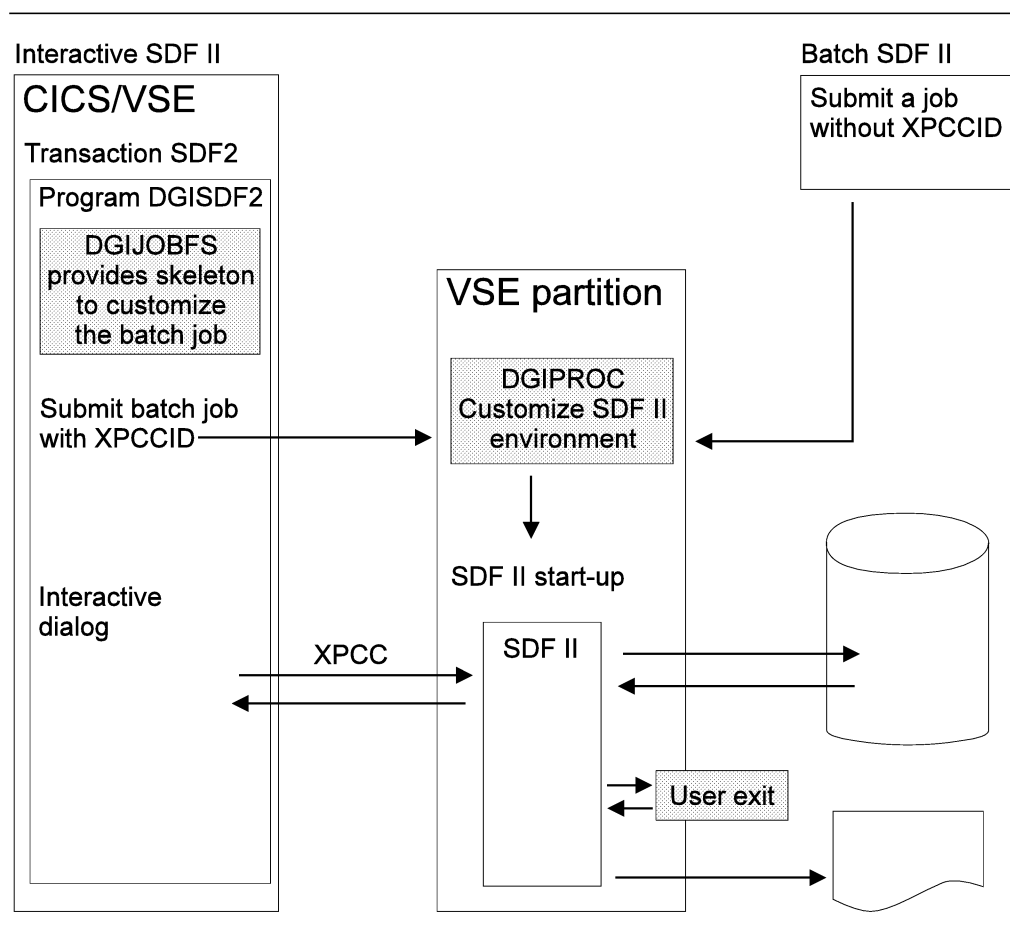 Interactive SDF II
CICS/VSE
Transaction SDF2
Program DGISDF2
DGIJOBFS
provides skeleton
to customize
the batch job
Submit batch job
with XPCCID
Interactive
dialog
XPCC
VSE partition
DGIPROC
Customize SDF II
environment
SDF II start-up
SDF II
User exit
Batch SDF II
Submit a job
without XPCCID